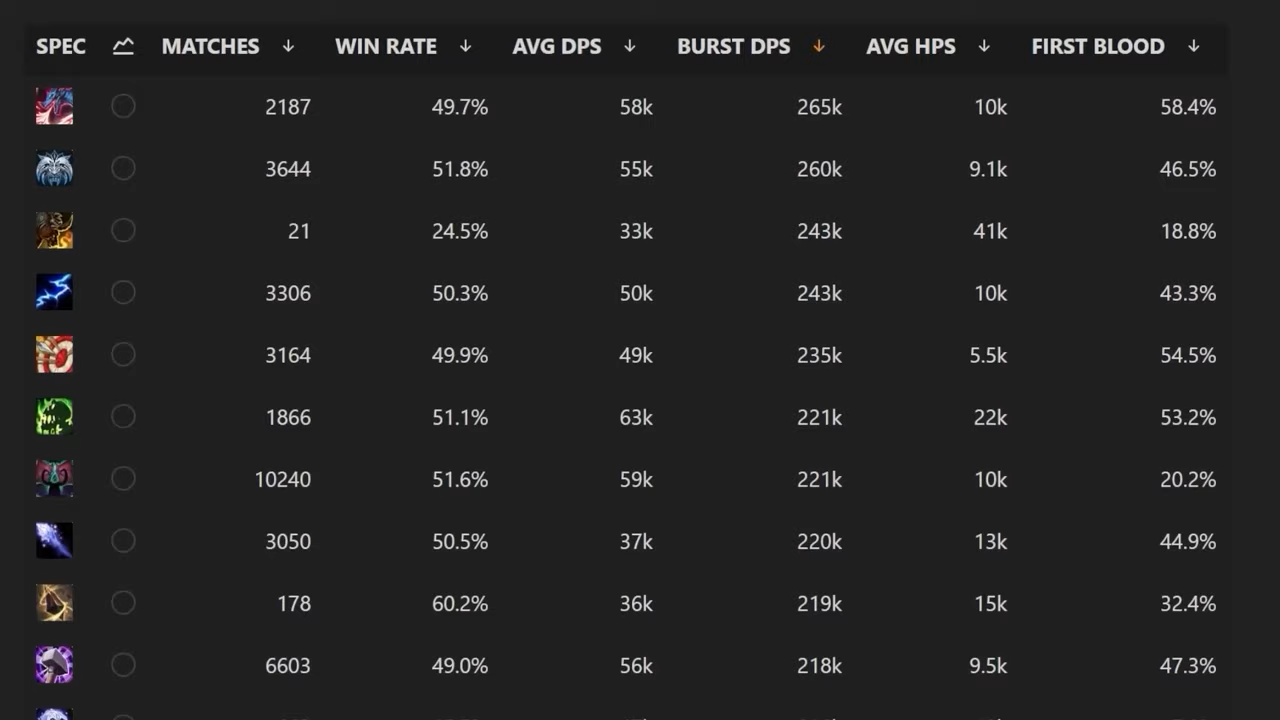 SPEC MATCHES WIN RATE AVG DPS BURST DPS AVG HPS FIRST BLOOD
2187 49.7% 58k 265k 10k 58.4%
3644 51.8% 55k 260k 9.1k 46.5%
21 24.5% 33k 243k 41k 18.8%
3306 50.3% 50k 243k 10k 43.3%
3164 49.9% 49k 235k 5.5k 54.5%
1866 51.1% 63k 221k 22k 53.2%
10240 51.6% 59k 221k 10k 20.2%
3050 50.5% 37k 220k 13k 44.9%
178 60.2% 36k 219k 15k 32.4%
6603 49.0% 56k 218k 9.5k 47.3%